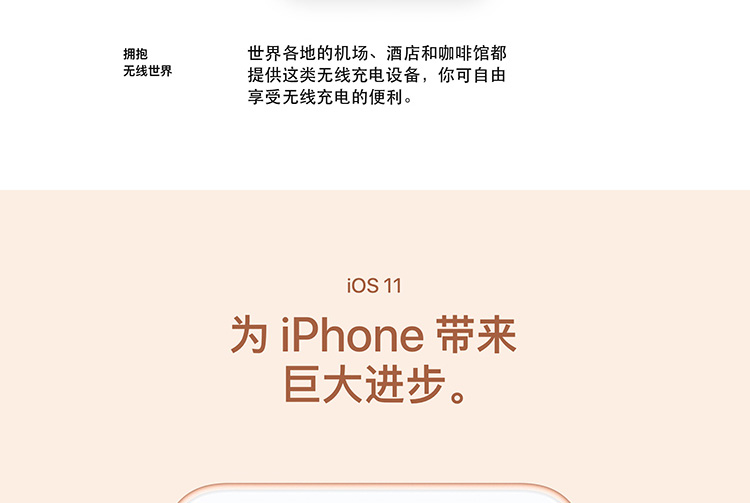 拥抱
无线世界
世界各地的机场、酒店和咖啡馆都
提供这类无线充电设备，你可自由
享受无线充电的便利。
iOS 11
为 iPhone 带来
巨大进步。